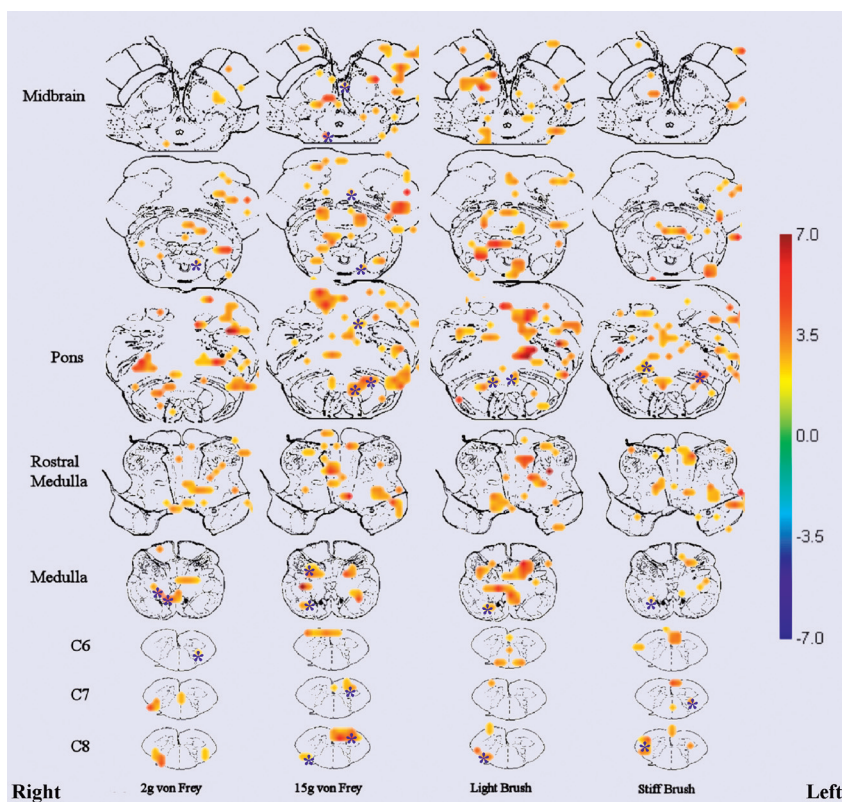 Midbrain
7.0
3.5
Pons
0.0
Rostral
Medulla
-3.5
Medulla
C6
-7.0
C7
C8
Right
2g von Frey
15g von Frey
Light Brush
Stiff Brush
Left